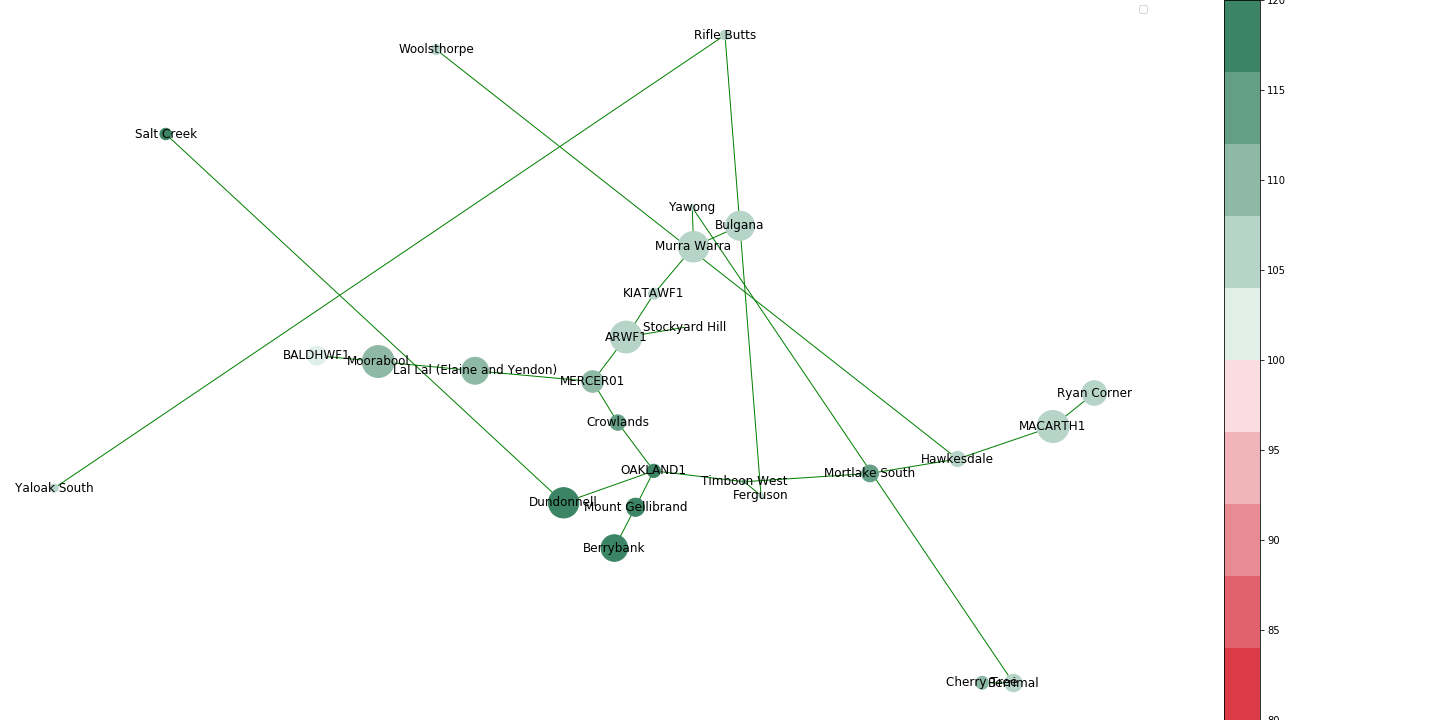 Rifle Butts
Woolsthorpe
Salt Creek
Yawong
Bulgana
Murra Warra
KIATAWF1
Stockyard Hill
ARWF1
BALDHWF1
Moorabool
Lal Lal (Elaine and Yendon)
MERCER01
Ryan Corner
Crowlands
MACARTH1
Hawkesdale
OAKLAND1
Mortlake South
Timboon West
Yaloak South
Ferguson
Dundonnell
Mount Gellibrand
Berrybank
Cherry Tree
Berrimal
120
115
110
105
100
95
90
85
80